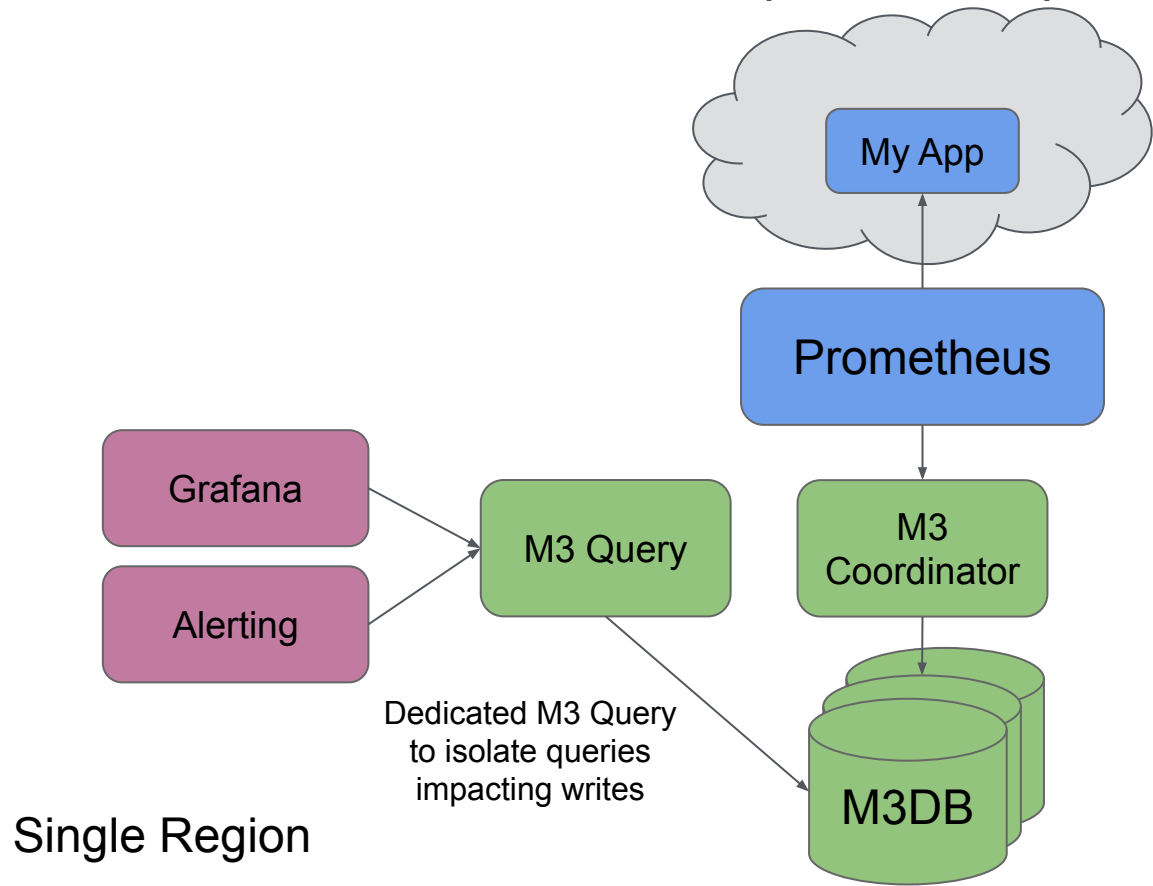 My App
Prometheus
Grafana
M3 Query
M3
Coordinator
Alerting
Dedicated M3 Query
to isolate queries
impacting writes
M3DB
Single Region